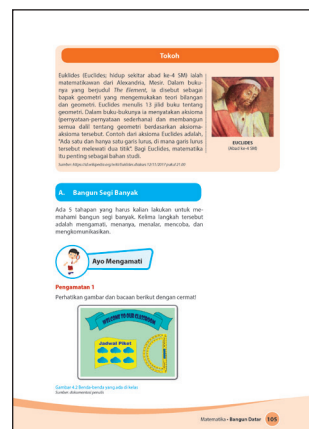 Tokoh
Euklides (Euclides; hidup sekitar abad ke-4 SM) ialah
matematikawan dari Alexandria, Mesir. Dalam buku-
nya yang berjudul The Element, ia disebut sebagai
bapak geometri yang mengemukakan teori bilangan
dan geometri. Euclides menulis 13 jilid buku tentang
geometri. Dalam buku-bukunya ia menyatakan aksioma
(pernyataan-pernyataan sederhana) dan membangun
semua dalil tentang geometri berdasarkan aksioma-
aksioma tersebut. Contoh dari aksioma Euclides adalah,
"Ada satu dan hanya satu garis lurus, di mana garis lurus
tersebut melewati dua titik". Bagi Euclides, matematika
itu penting sebagai bahan studi.
EUCLIDES
(Abad ke-4 SM)
A. Bangun Segi Banyak
Ada 5 tahapan yang harus kalian lakukan untuk me-
mahami bangun segi banyak. Kelima langkah tersebut
adalah mengamati, menanya, menalar, mencoba, dan
mengkomunikasikan.
Ayo Mengamati
Pengamatan 1
Perhatikan gambar dan bacaan berikut dengan cermat!
WELCOME TO OUR CLASSROOM
Jadwal Piket
Gambar 4.2 Benda-benda yang ada di kelas
Sumber: dokumentasi penulis
Matematika • Bangun Datar 105